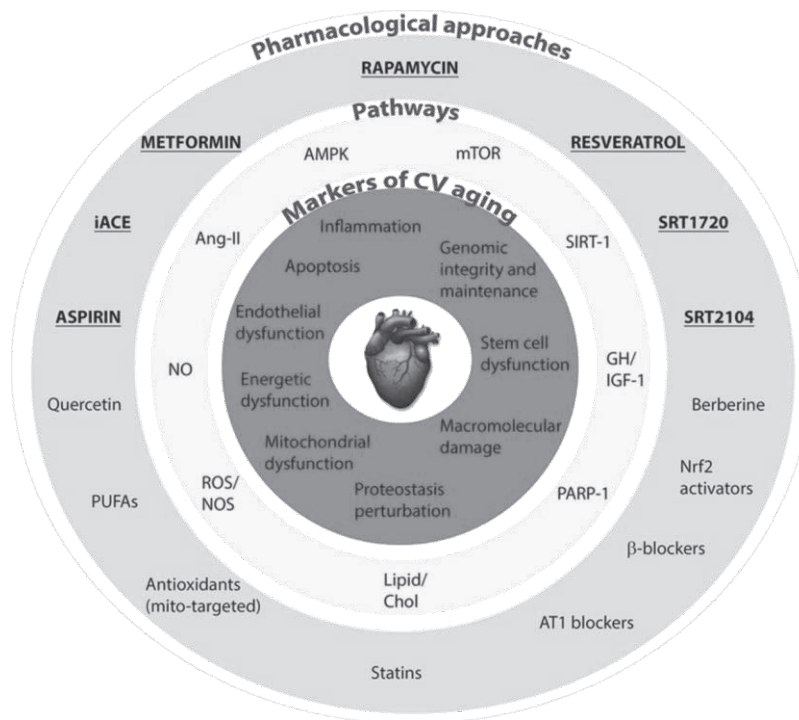 Pharmacological approaches
RAPAMYCIN
METFORMIN
RESVERATROL
iACE
SRT1720
ASPIRIN
SRT2104
Quercetin
Berberine
PUFAs
Nrf2
activators
Antioxidants
(mito-targeted)
β-blockers
AT1 blockers
Statins
Pathways
AMPK
mTOR
Ang-II
SIRT-1
NO
GH/
IGF-1
ROS/
NOS
PARP-1
Lipid/
Chol
Markers of CV aging
Inflammation
Apoptosis
Genomic
integrity and
maintenance
Endothelial
dysfunction
Stem cell
dysfunction
Energetic
dysfunction
Macromolecular
damage
Mitochondrial
dysfunction
Proteostasis
perturbation